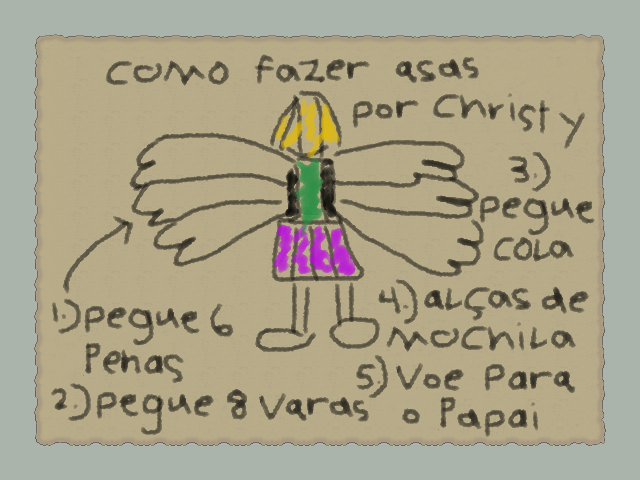 como fazer asas
por Christy
3.)
pegue
cola
1.) pegue 6
Penas
2.) pegue 8 varas
4.) alças de
mochila
5.) Voe Para
o Papai